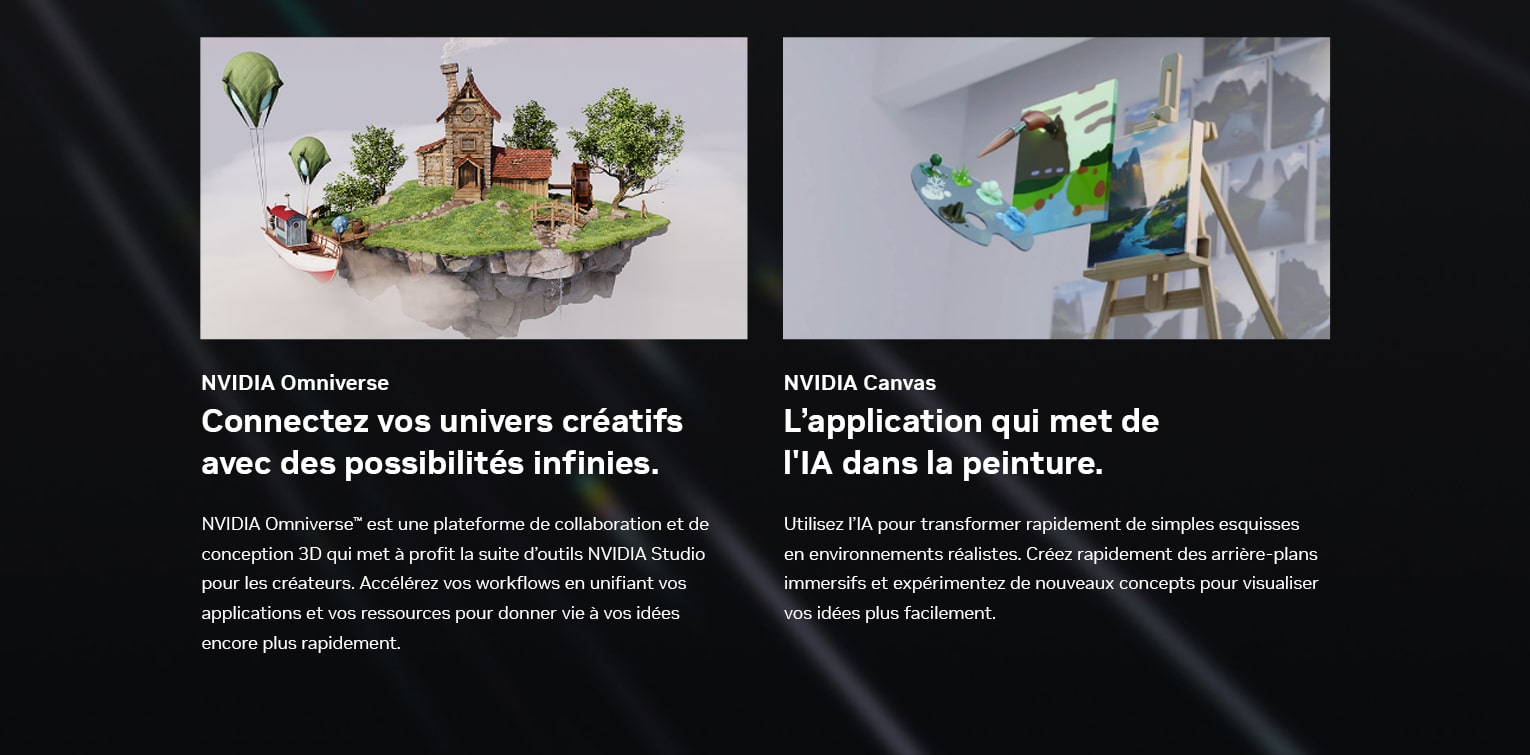 NVIDIA Omniverse
Connectez vos univers créatifs
avec des possibilités infinies.
NVIDIA Omniverse™ est une plateforme de collaboration et de
conception 3D qui met à profit la suite d’outils NVIDIA Studio
pour les créateurs. Accélérez vos workflows en unifiant vos
applications et vos ressources pour donner vie à vos idées
encore plus rapidement.
NVIDIA Canvas
L’application qui met de
l'IA dans la peinture.
Utilisez l’IA pour transformer rapidement de simples esquisses
en environnements réalistes. Créez rapidement des arrière-plans
immersifs et expérimentez de nouveaux concepts pour visualiser
vos idées plus facilement.